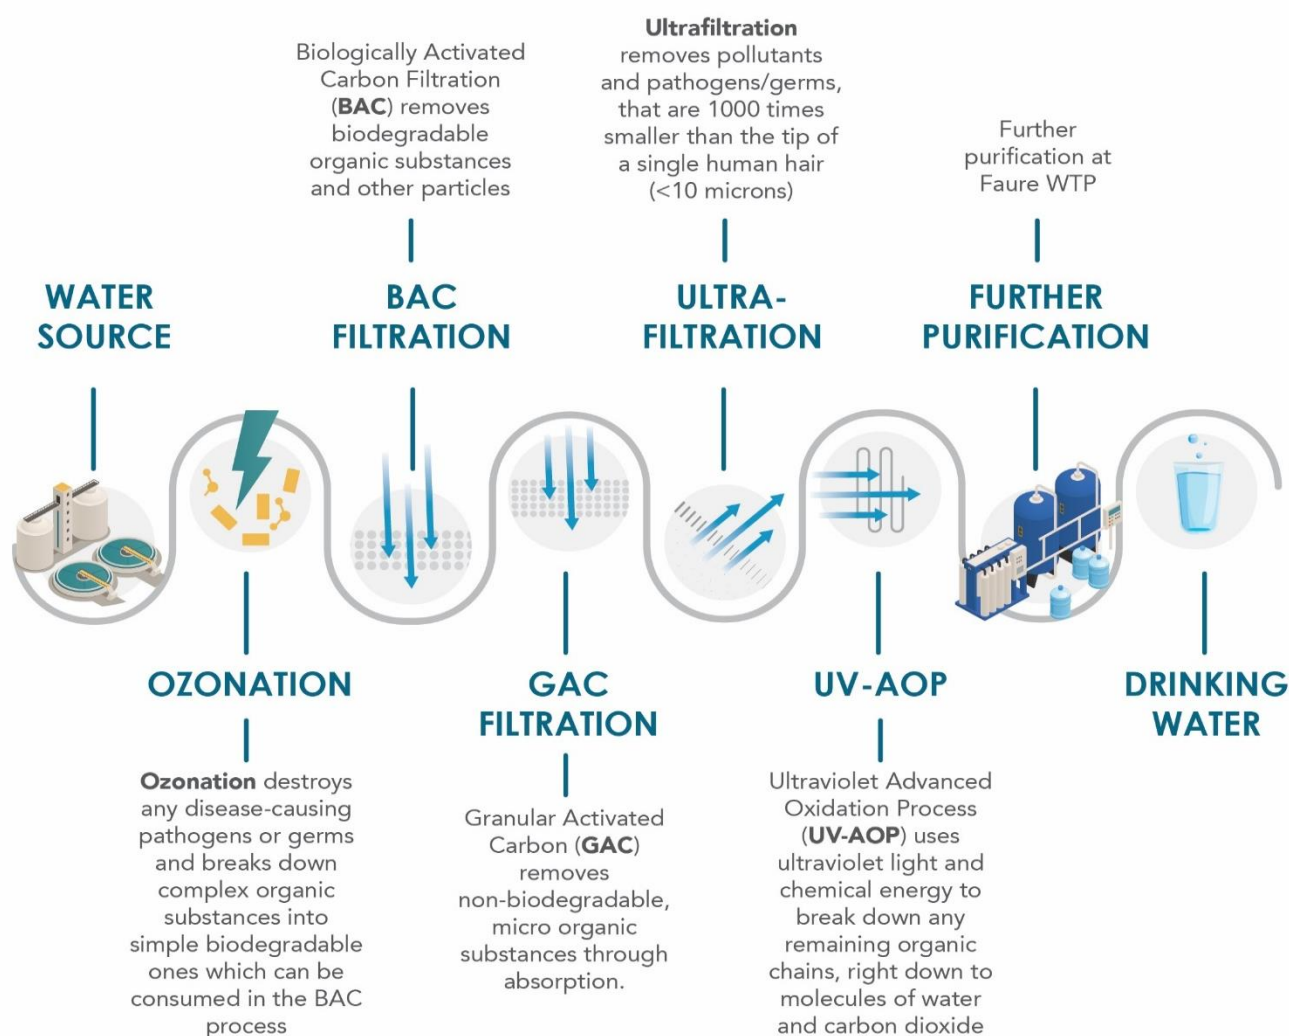 WATER
SOURCE
Ozonation
OZONATION
Ozonation destroys
any disease-causing
pathogens or germs
and breaks down
complex organic
substances into
simple biodegradable
ones which can be
consumed in the BAC
process
Biologically Activated
Carbon Filtration
(BAC) removes
biodegradable
organic substances
and other particles
BAC
FILTRATION
GAC
FILTRATION
Granular Activated
Carbon (GAC)
removes
non-biodegradable,
micro organic
substances through
absorption.
Ultrafiltration
removes pollutants
and pathogens/germs,
that are 1000 times
smaller than the tip of
a single human hair
(<10 microns)
ULTRA-
FILTRATION
UV-AOP
Ultraviolet Advanced
Oxidation Process
(UV-AOP) uses
ultraviolet light and
chemical energy to
break down any
remaining organic
chains, right down to
molecules of water
and carbon dioxide
Further
purification at
Faure WTP
FURTHER
PURIFICATION
DRINKING
WATER